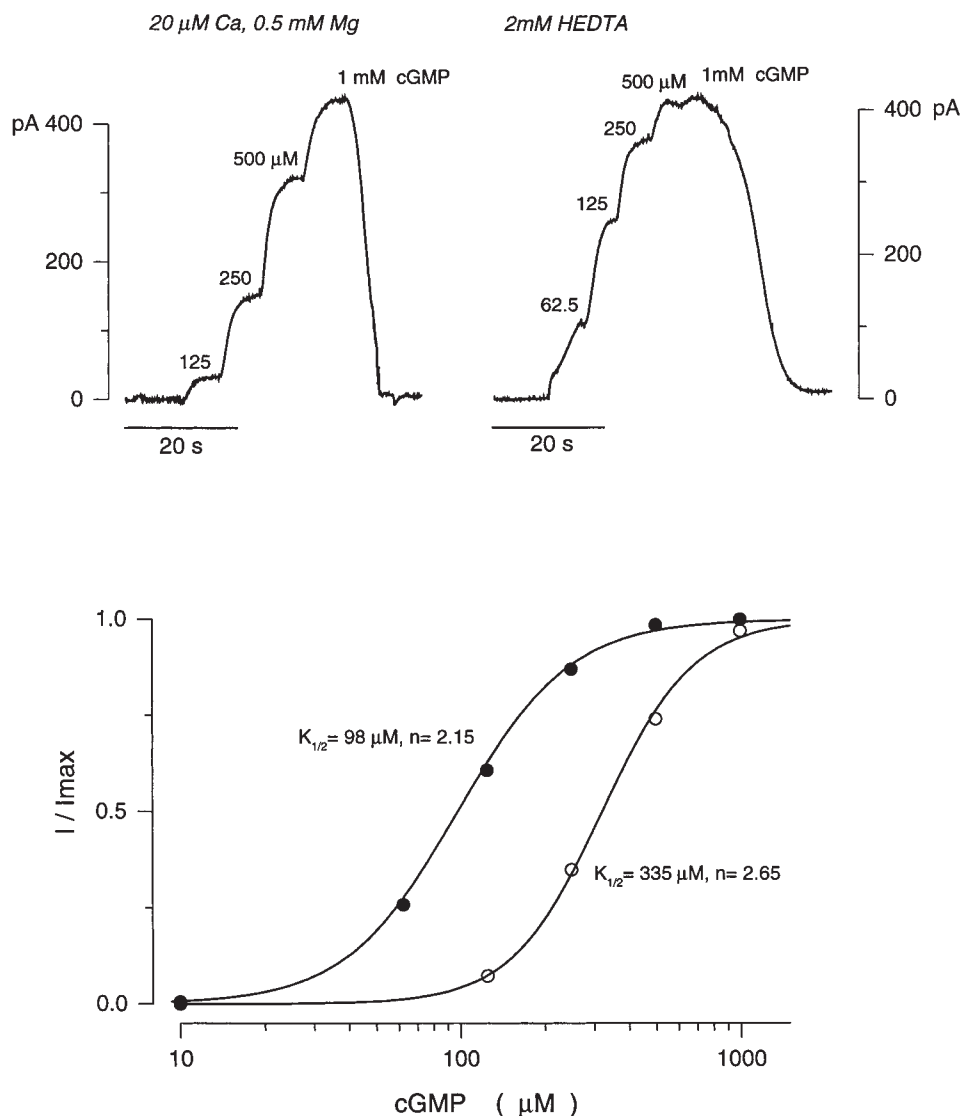 20 μM Ca, 0.5 mM Mg
2mM HEDTA
1 mM cGMP
500 μM
250
125
pA 400
200
0
20 s
500 μM
1mM cGMP
250
125
62.5
400 pA
200
0
20 s
1.0
0.5
0.0
I / Imax
K1/2= 98 μM, n= 2.15
K1/2= 335 μM, n= 2.65
10
100
1000
cGMP ( μM )